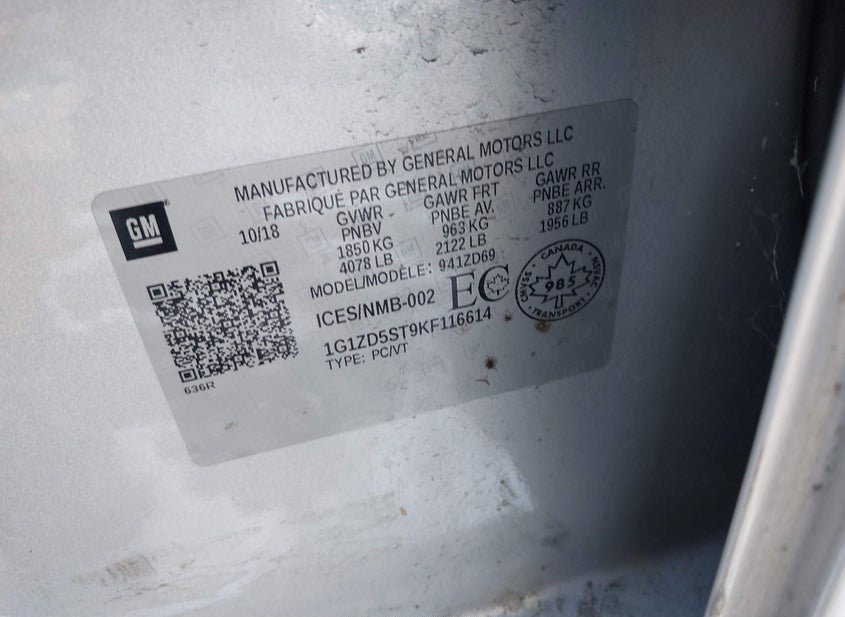 MANUFACTURED BY GENERAL MOTORS LLC
FABRIQUÉ PAR GENERAL MOTORS LLC
GM
10/18
GVWR
PNBV
1850 KG
4078 LB
GAWR FRT
PNBE AV.
963 KG
2122 LB
GAWR RR
PNBE ARR.
887 KG
1956 LB
MODEL/MODÈLE: 941ZD69
ICES/NMB-002
EC
CANADA
NSVAC
TRANSPORT
CMVSS
985
1G1ZD5ST9KF116614
TYPE: PC/VT
636R